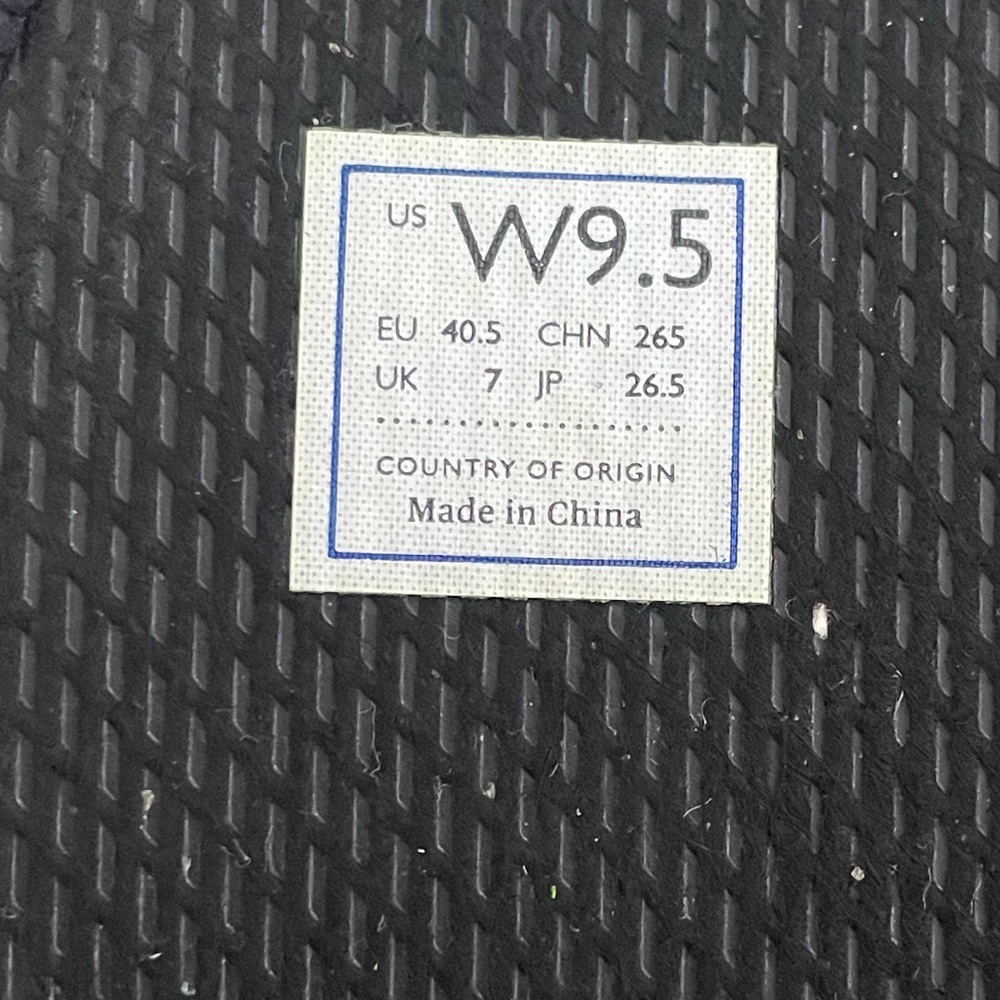 US W9.5
EU 40.5 CHN 265
UK 7 JP 26.5
COUNTRY OF ORIGIN
Made in China